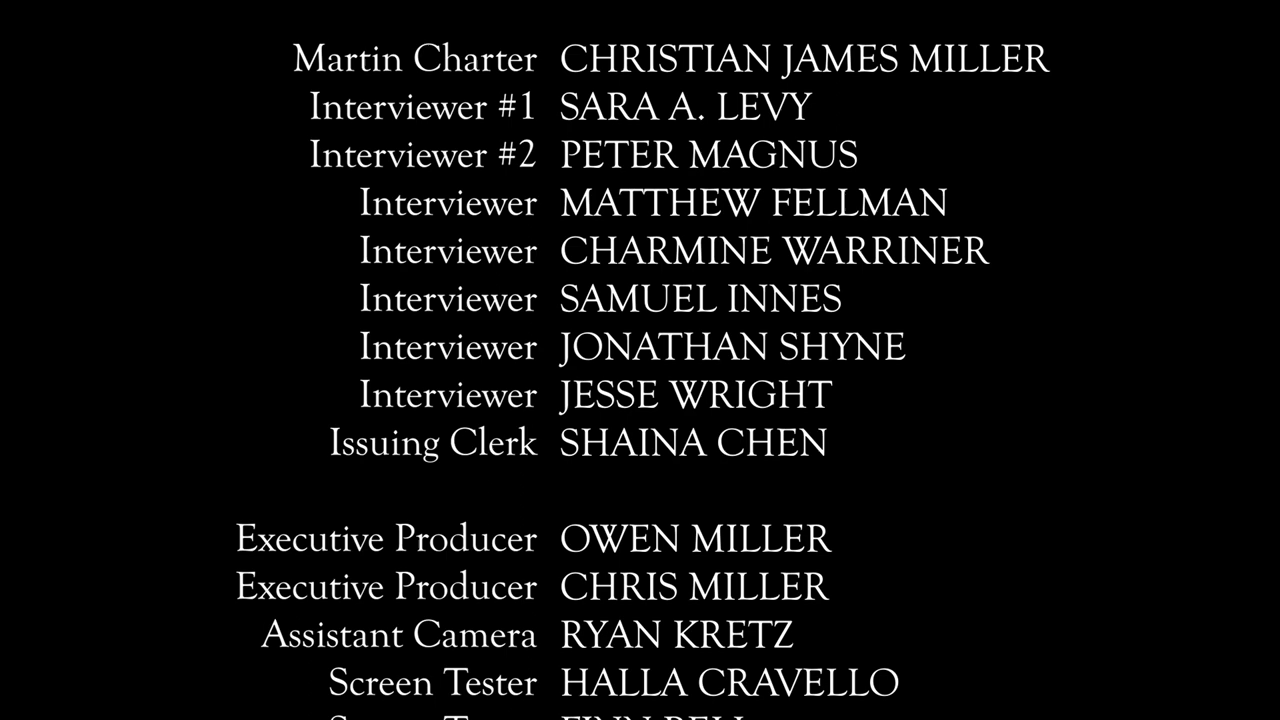 Martin Charter CHRISTIAN JAMES MILLER
Interviewer #1 SARA A. LEVY
Interviewer #2 PETER MAGNUS
Interviewer MATTHEW FELLMAN
Interviewer CHARMINE WARRINER
Interviewer SAMUEL INNES
Interviewer JONATHAN SHYNE
Interviewer JESSE WRIGHT
Issuing Clerk SHAINA CHEN
Executive Producer OWEN MILLER
Executive Producer CHRIS MILLER
Assistant Camera RYAN KRETZ
Screen Tester HALLA CRAVELLO